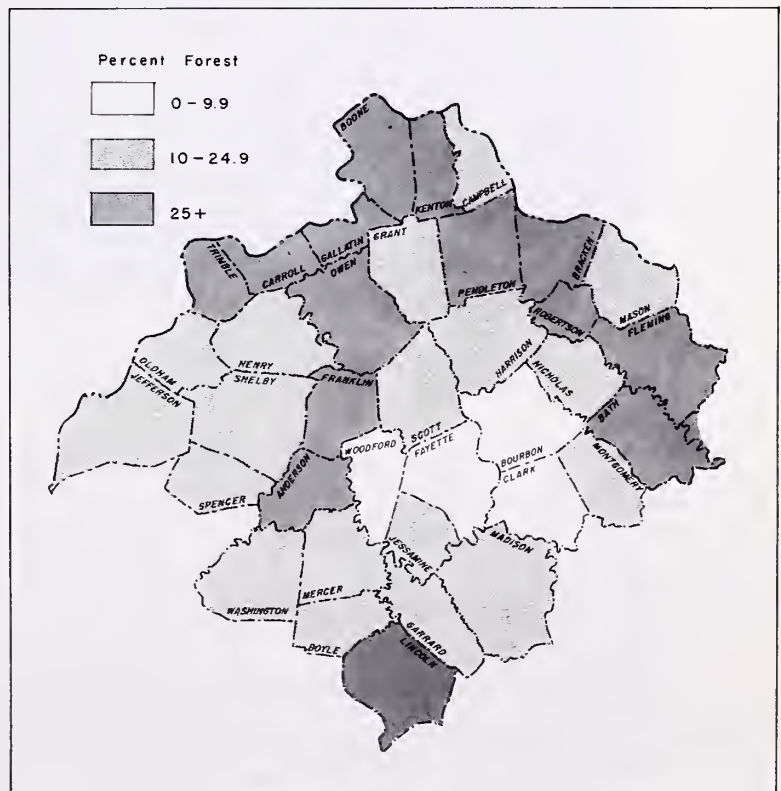 Percent Forest
0-9.9
10-24.9
25+
BOONE
KENTON
CAMPBELL
TRIMBLE
CARROLL
GALLATIN
OWEN
GRANT
PENDLETON
BRACKEN
MASON
FLEMING
ROBERTSON
OLDHAM
JEFFERSON
HENRY
SHELBY
FRANKLIN
HARRISON
NICHOLAS
BATH
WOODFORD
SCOTT
FAYETTE
BOURBON
CLARK
MONTGOMERY
SPENCER
ANDERSON
JESSAMINE
MADISON
MERCER
WASHINGTON
BOYLE
GARRARD
LINCOLN